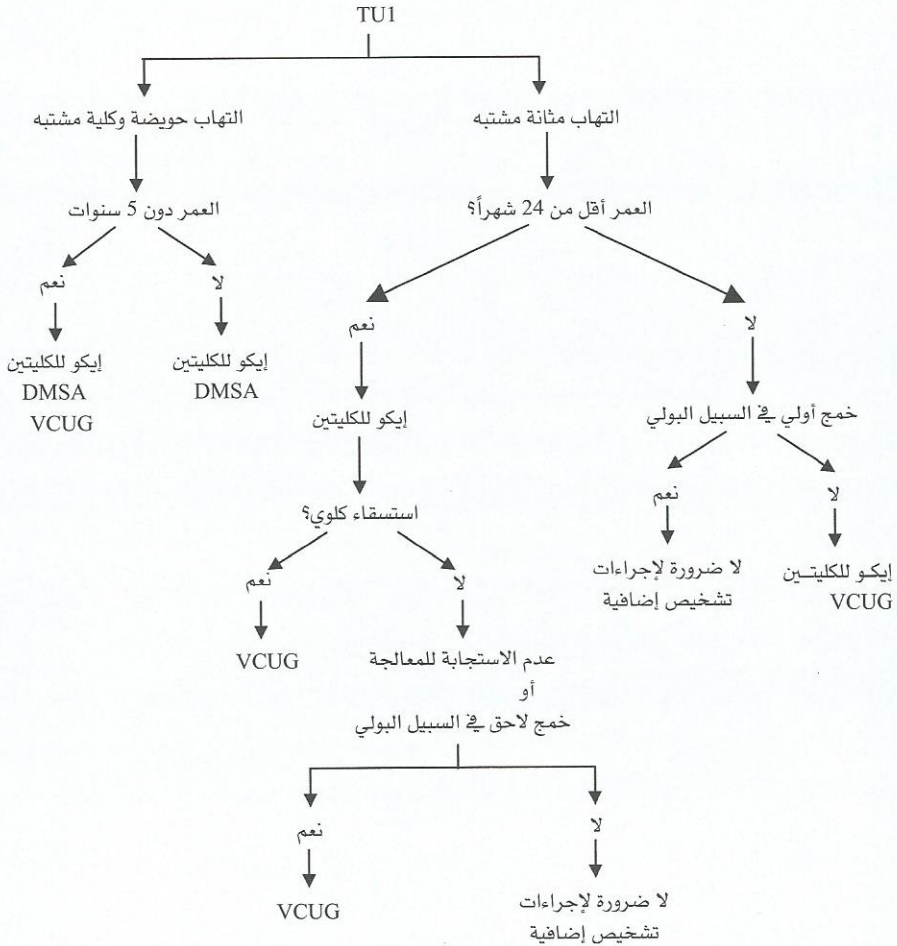 TU1
التهاب مثانة مشتبه
التهاب حويضة وكلية مشتبه
العمر أقل من 24 شهراً؟
العمر دون 5 سنوات
لا
نعم
لا
نعم
خمج أولي في السبيل البولي
إيكو للكليتين
إيكو للكليتين
DMSA
إيكو للكليتين
DMSA
VCUG
لا
نعم
استسقاء كلوي؟
إيكو للكليتين
VCUG
لا ضرورة لإجراءات
تشخيص إضافية
لا
نعم
عدم الاستجابة للمعالجة
أو
خمج لاحق في السبيل البولي
VCUG
لا
نعم
لا ضرورة لإجراءات
تشخيص إضافية
VCUG